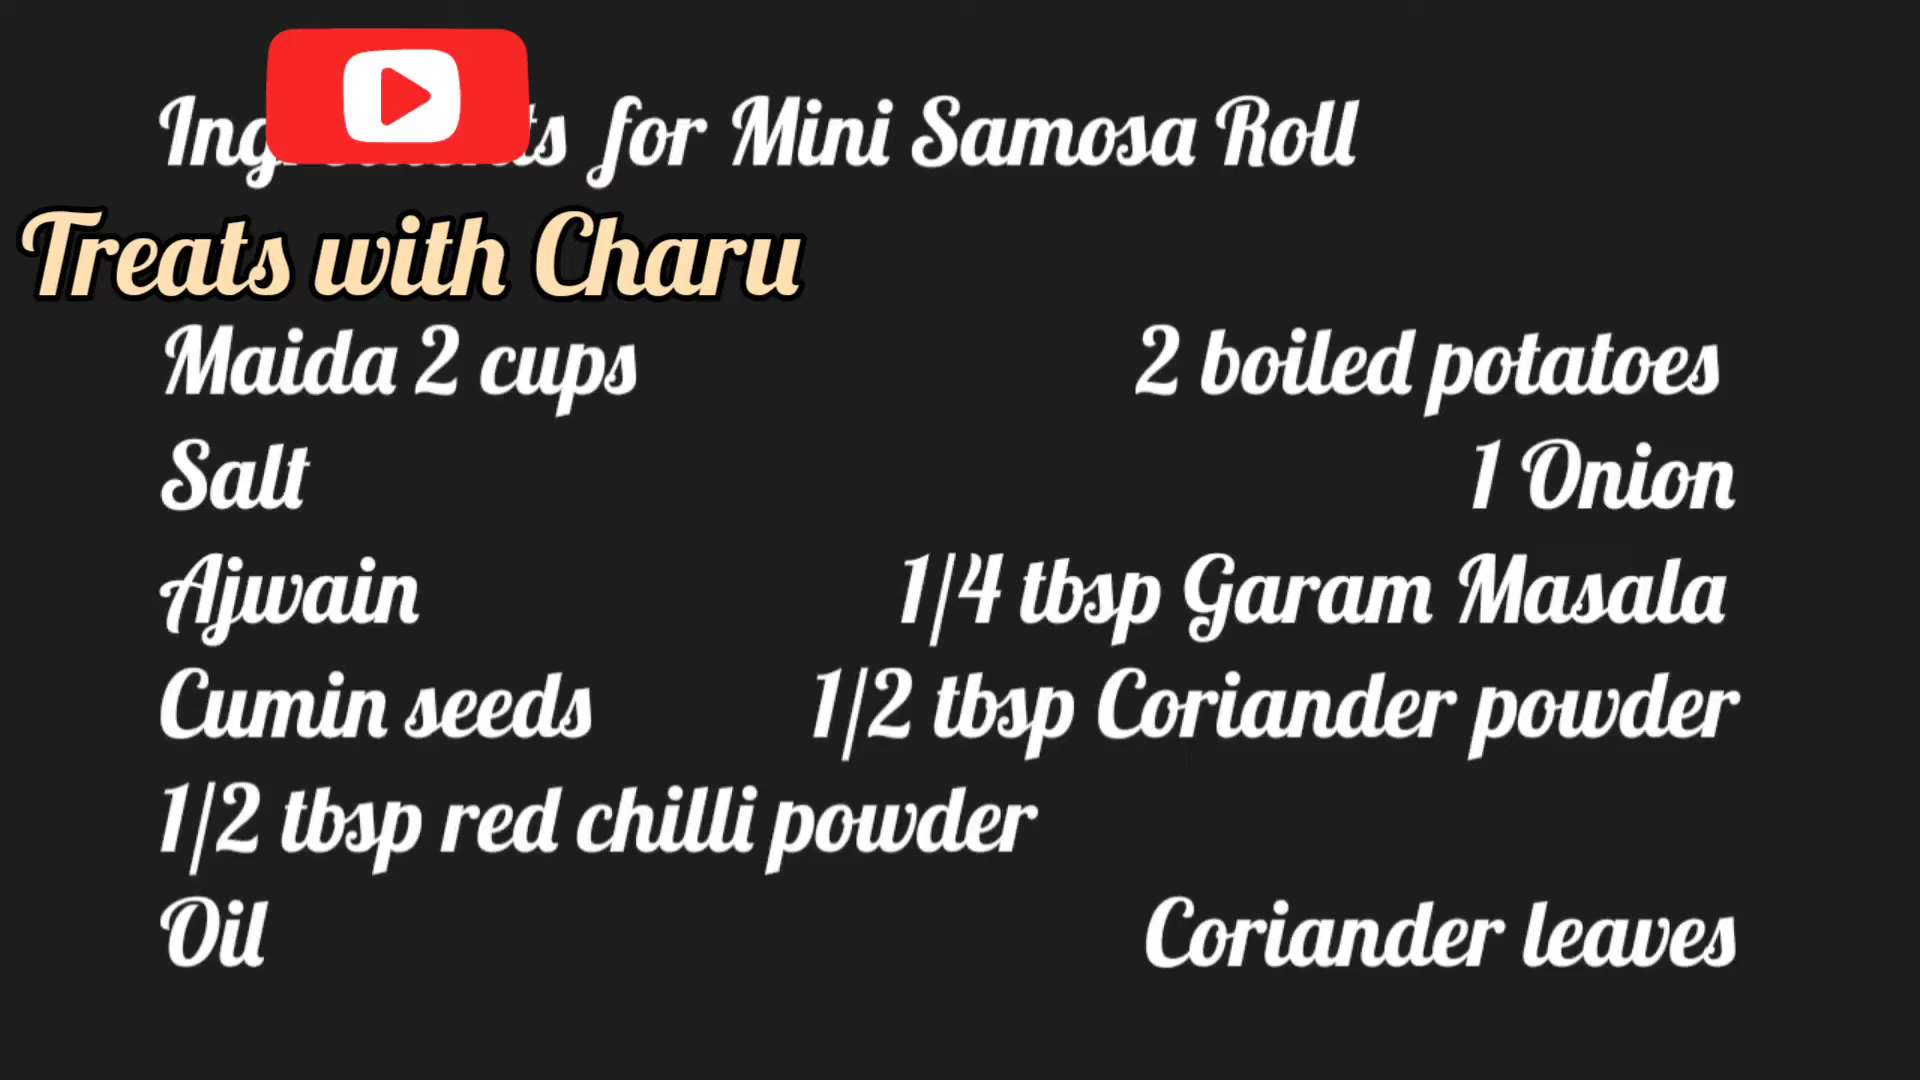 for Mini Samosa Roll
Treats with Charu
Maida 2 cups 2 boiled potatoes
Salt 1 Onion
Ajwain 1/4 tbsp Garam Masala
Cumin seeds 1/2 tbsp Coriander powder
1/2 tbsp red chilli powder
Oil Coriander leaves